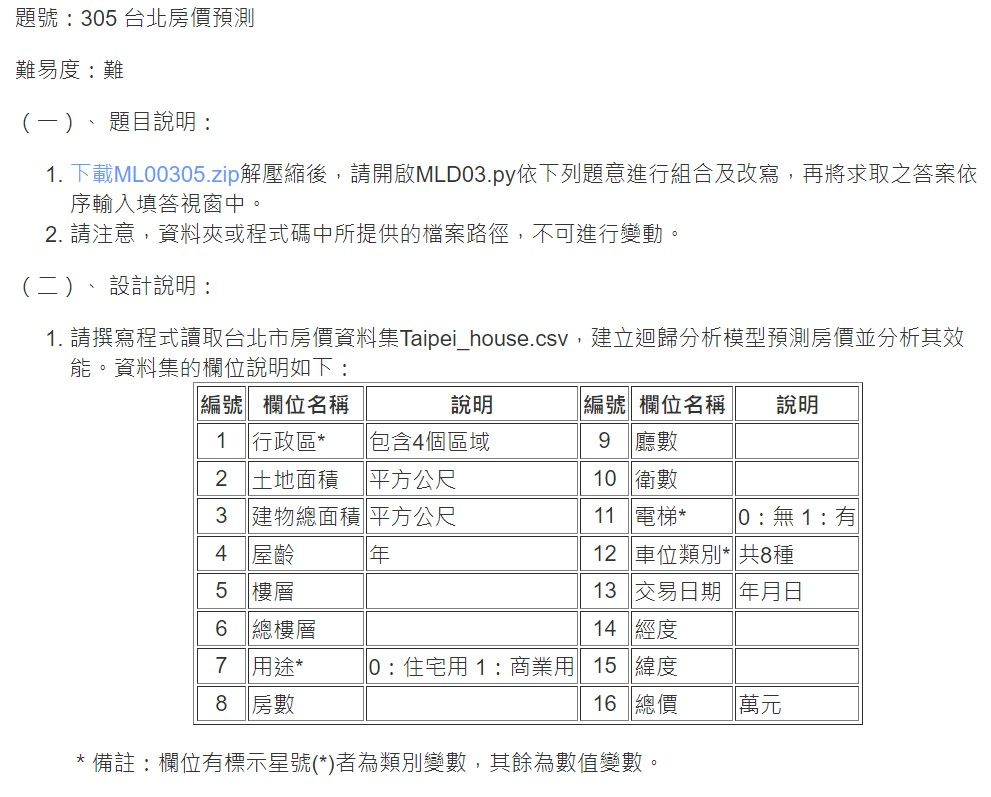 題號：305 台北房價預測
難易度：難
（一）、 題目說明：
1. 下載ML00305.zip解壓縮後，請開啟MLD03.py依下列題意進行組合及改寫，再將求取之答案依
序輸入填答視窗中。
2. 請注意，資料夾或程式碼中所提供的檔案路徑，不可進行變動。
（二）、 設計說明：
1. 請撰寫程式讀取台北市房價資料集Taipei_house.csv，建立迴歸分析模型預測房價並分析其效
能。資料集的欄位說明如下：
編號 欄位名稱 說明 編號 欄位名稱 說明
1 行政區* 包含4個區域 9 廳數
2 土地面積 平方公尺 10 衛數
3 建物總面積 平方公尺 11 電梯* 0：無 1：有
4 屋齡 年 12 車位類別* 共8種
5 樓層 13 交易日期 年月日
6 總樓層 14 經度
7 用途* 0：住宅用 1：商業用 15 緯度
8 房數 16 總價 萬元
* 備註：欄位有標示星號(*)者為類別變數，其餘為數值變數。